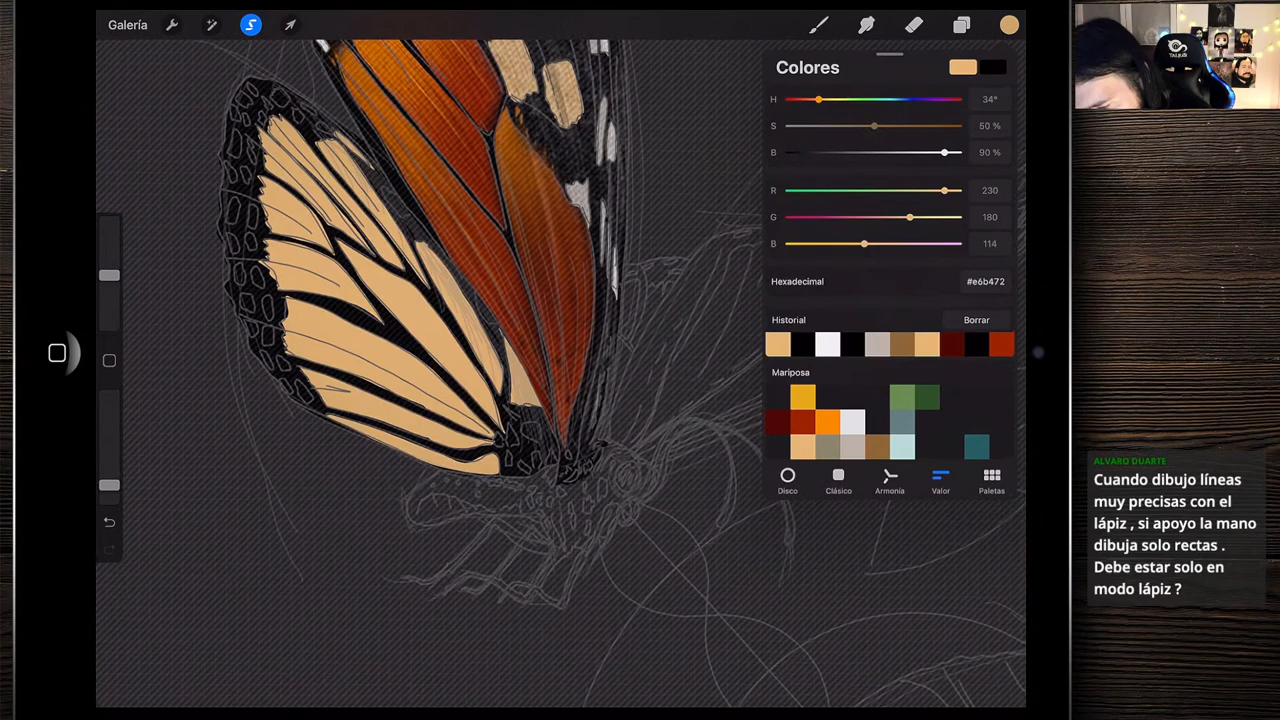 Galería
Colores
H 34°
S 50 %
B 90 %
R 230
G 180
B 114
Hexadecimal #e6b472
Historial Borrar
Mariposa
Disco Clásico Armonía Valor Paletas
ALVARO DUARTE
Cuando dibujo líneas
muy precisas con el
lápiz , si apoyo la mano
dibuja solo rectas .
Debe estar solo en
modo lápiz ?